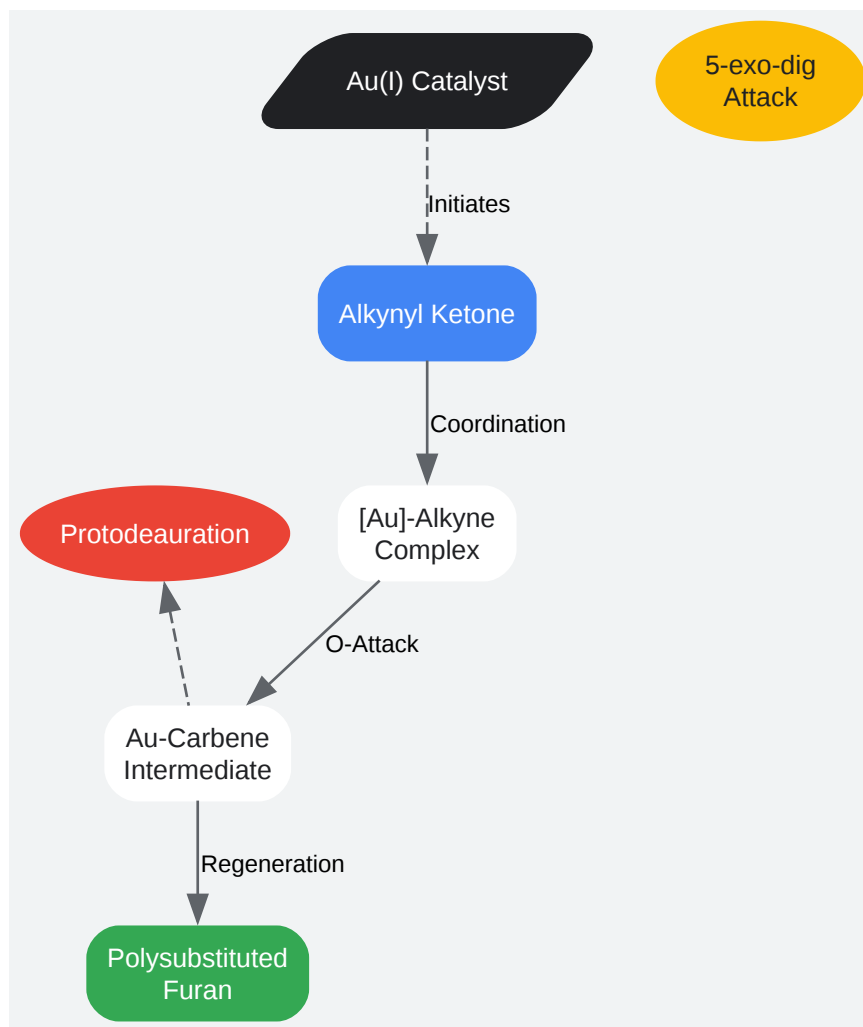 Au(I) Catalyst
5-exo-dig
Attack
Initiates
Alkynyl Ketone
Coordination
[Au]-Alkyne
Complex
Protodeauration
O-Attack
Au-Carbene
Intermediate
Regeneration
Polysubstituted
Furan